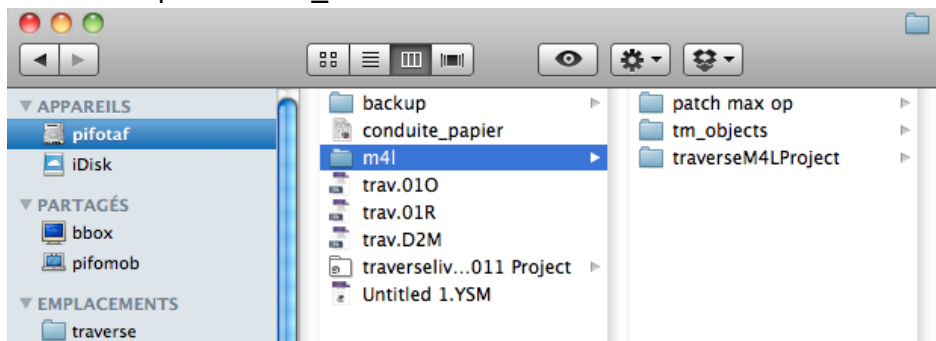 APPAREILS
pifotaf
iDisk
PARTAGÉS
bbox
pifomob
EMPLACEMENTS
traverse
backup
conduite_papier
m4l
trav.01O
trav.01R
trav.D2M
traverseliv...011 Project
Untitled 1.YSM
patch max op
tm_objects
traverseM4LProject